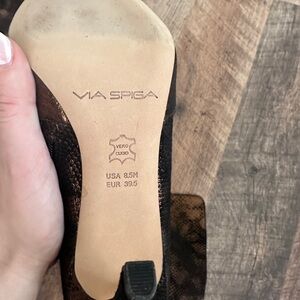 VIA SPIGA
VERO
CUOIO
USA 8.5M
EUR 39.5